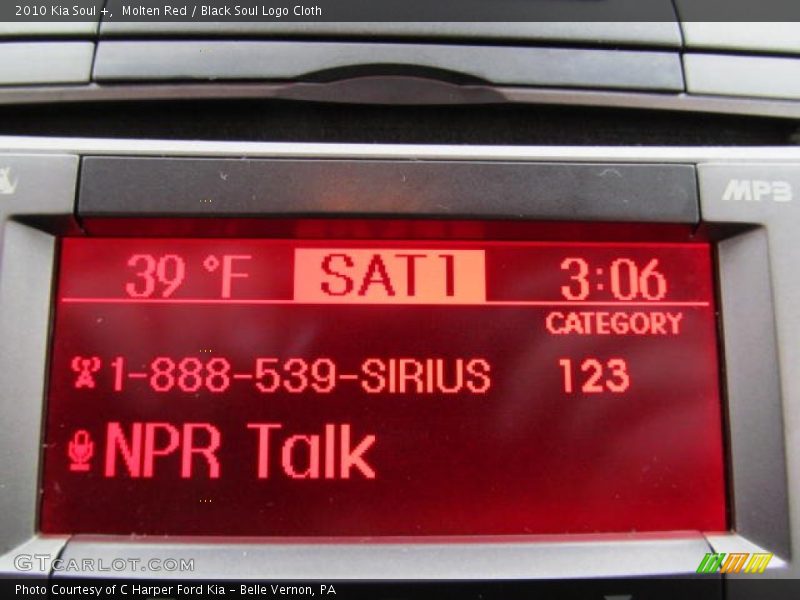 2010 Kia Soul +, Molten Red / Black Soul Logo Cloth
MP3
39 °F SAT1 3:06
CATEGORY
1-888-539-SIRIUS 123
NPR Talk
GTCARLOT.COM
Photo Courtesy of C Harper Ford Kia - Belle Vernon, PA